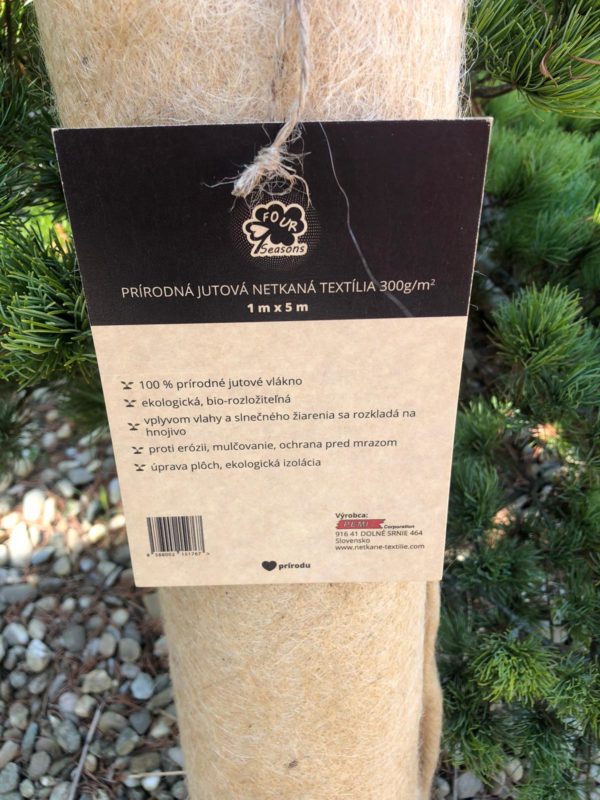 FOUR
Seasons
PRÍRODNÁ JUTOVÁ NETKANÁ TEXTÍLIA 300g/m²
1 m x 5 m
100 % prírodné jutové vlákno
ekologická, bio-rozložiteľná
vplyvom vlahy a slnečného žiarenia sa rozkladá na
hnojivo
proti erózii, mulčovanie, ochrana pred mrazom
úprava plôch, ekologická izolácia
Výrobca:
PEMI Corporation
916 41 DOLNÉ SRNIE 464
Slovensko
www.netkane-textilie.com
prírodu